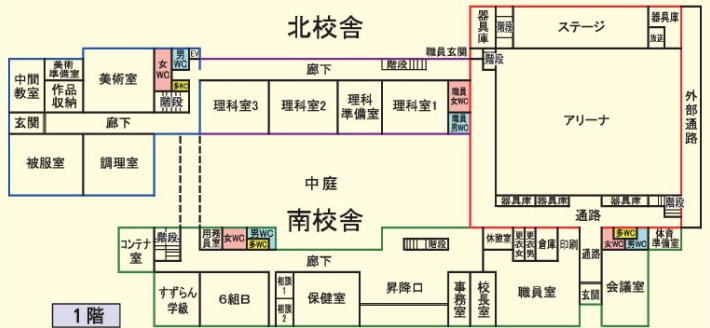 北校舎
器具庫
階段
ステージ
器具庫
放送
職員玄関
階段
中間教室
美術準備室
作品収納
美術室
女WC
男WC
EV
多WC
階段
廊下
階段
玄関
廊下
理科室3
理科室2
理科準備室
理科室1
職員女WC
職員男WC
アリーナ
外部通路
被服室
調理室
中庭
器具庫
器具庫
器具庫
階段
通路
南校舎
コンテナ室
階段
用務員室
女WC
男WC
多WC
廊下
階段
休憩室
更衣女
更衣男
倉庫
印刷
通路
多WC
女WC
男WC
体育準備室
すずらん学級
6組B
相談1
相談2
保健室
昇降口
事務室
校長室
職員室
玄関
会議室
1階